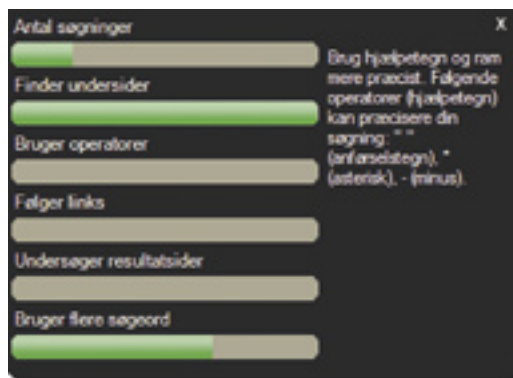 Antal søgninger
X
Finder undersider
Bruger operatorer
Følger links
Undersøger resultatsider
Bruger flere søgeord
Brug hjælpetegn og ram
mere præcist. Følgende
operatorer (hjælpetegn)
kan præcisere din
søgning: " "
(anførselstegn), *
(asterisk), - (minus).